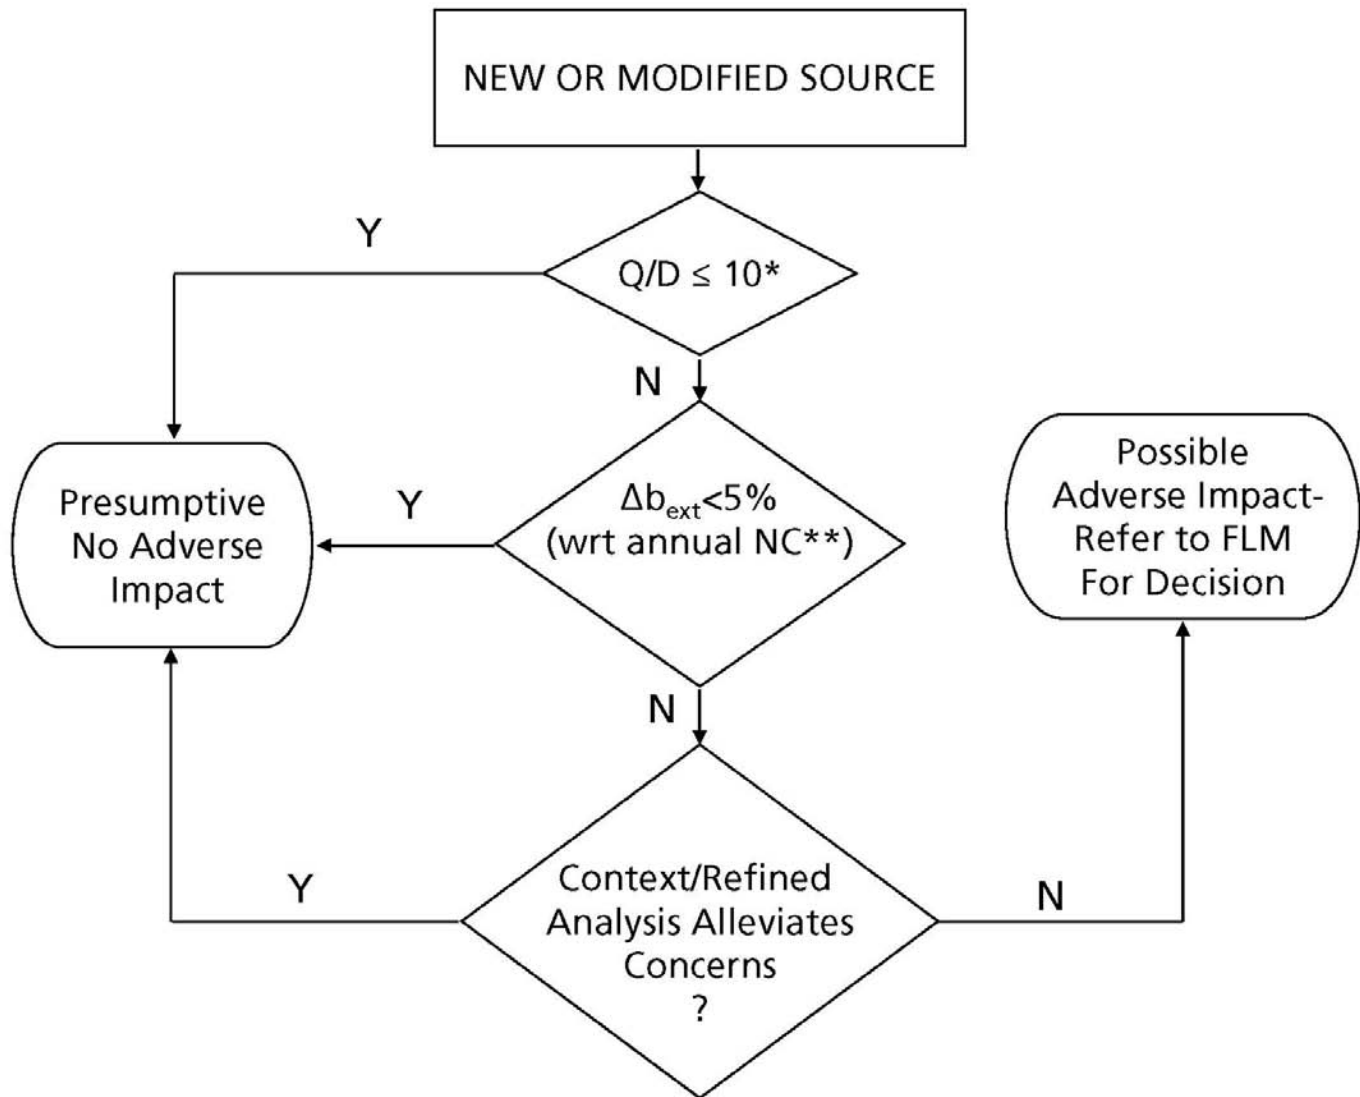 NEW OR MODIFIED SOURCE
Y
Q/D ≤ 10*
N
Presumptive
No Adverse
Impact
Y
Δb_ext<5%
(wrt annual NC**)
Possible
Adverse Impact-
Refer to FLM
For Decision
N
Y
Context/Refined
Analysis Alleviates
Concerns
?
N